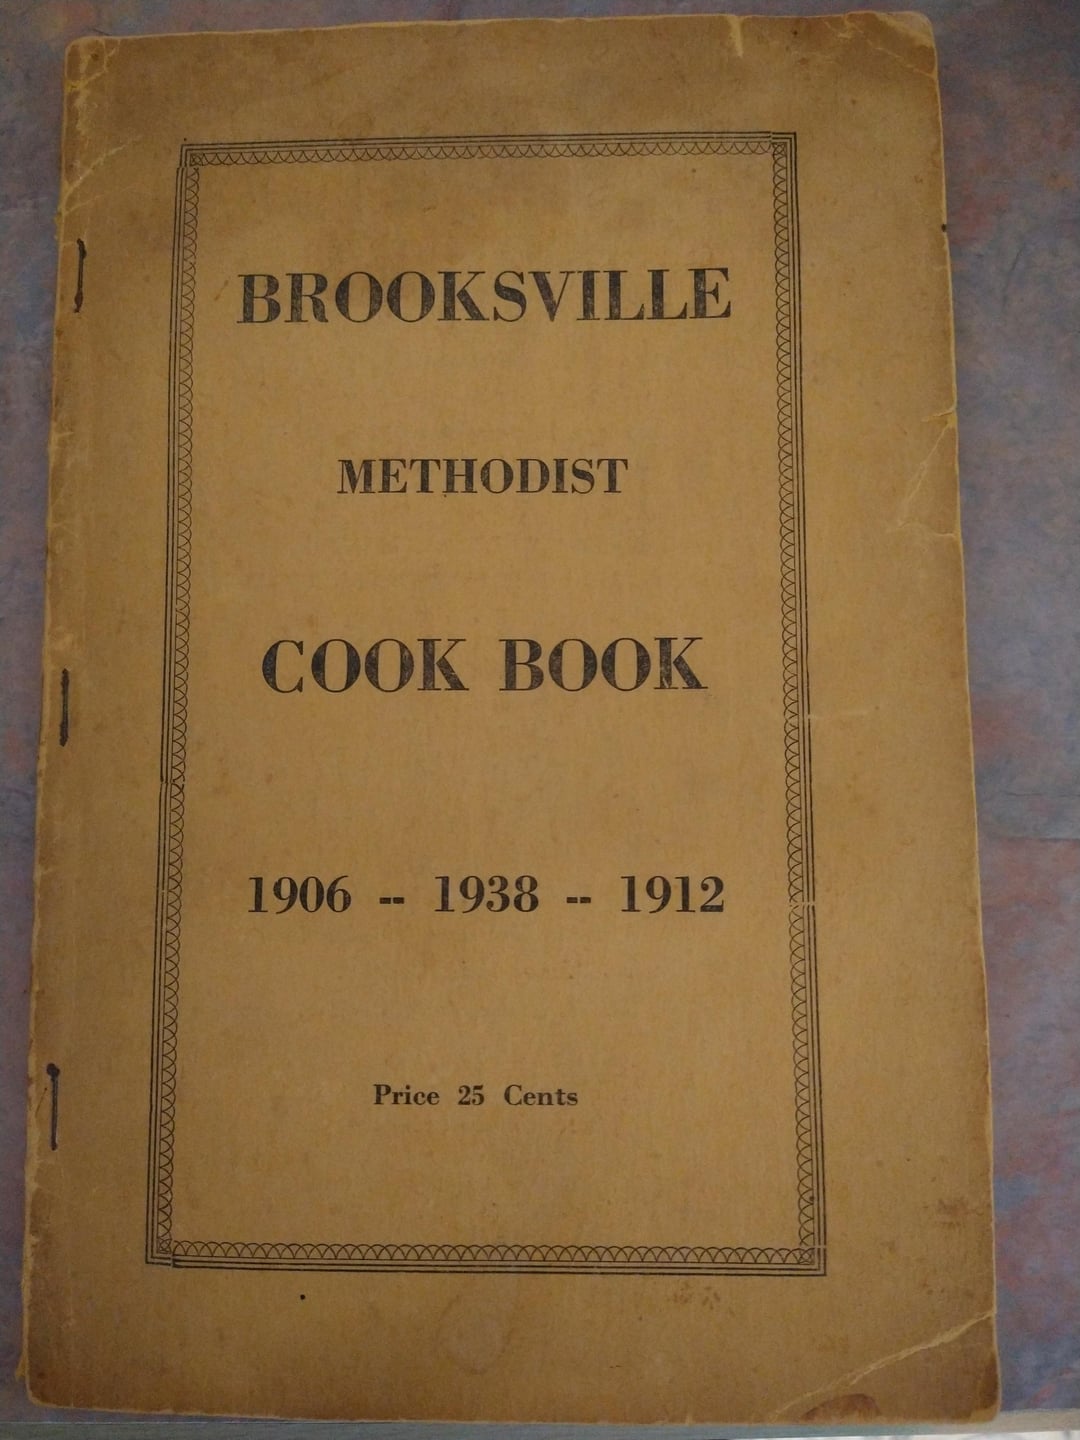 BROOKSVILLE
METHODIST
COOK BOOK
1906 -- 1938 -- 1912
Price 25 Cents